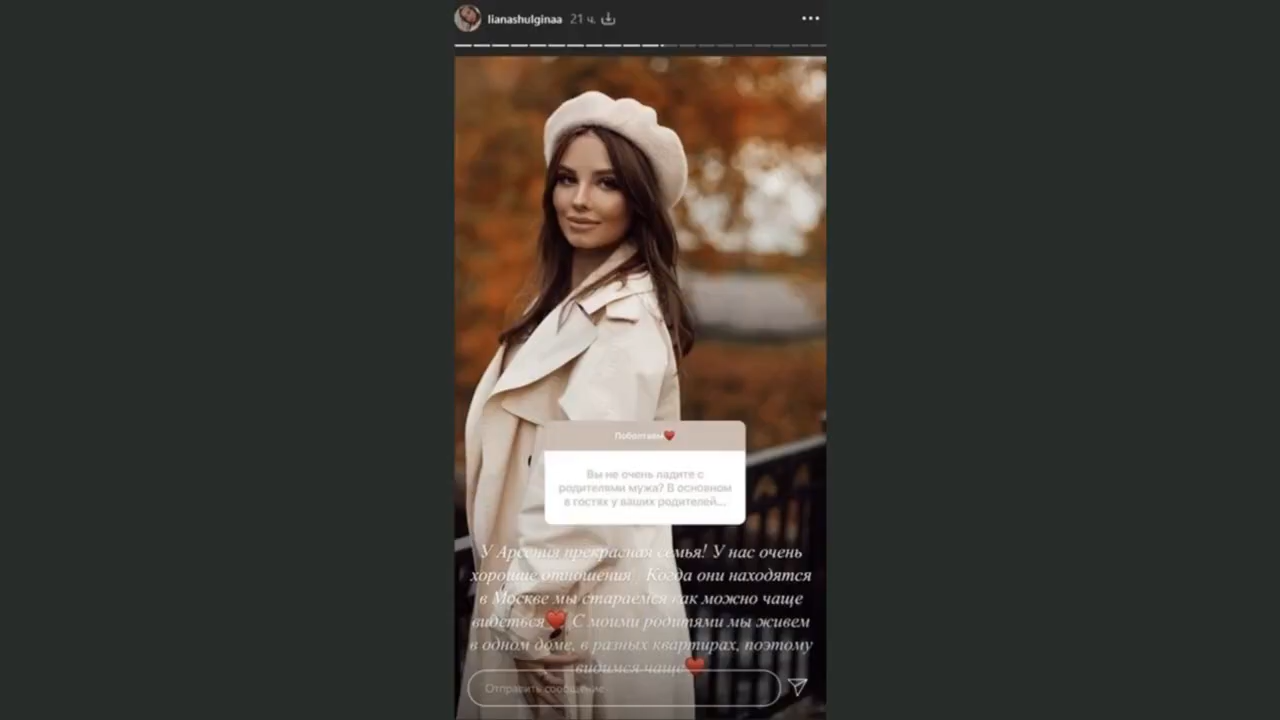 lianashulginaa 21 ч.
Поболтаем❤️
Вы не очень ладите с
родителями мужа? В основном
в гостях у ваших родителей...
У Арсения прекрасная семья! У нас очень
хорошие отношения. Когда они находятся
в Москве мы стараемся как можно чаще
видеться❤️. С моими родителями мы живем
в одном доме, в разных квартирах, поэтому
видимся чаще❤️
Отправить сообщение